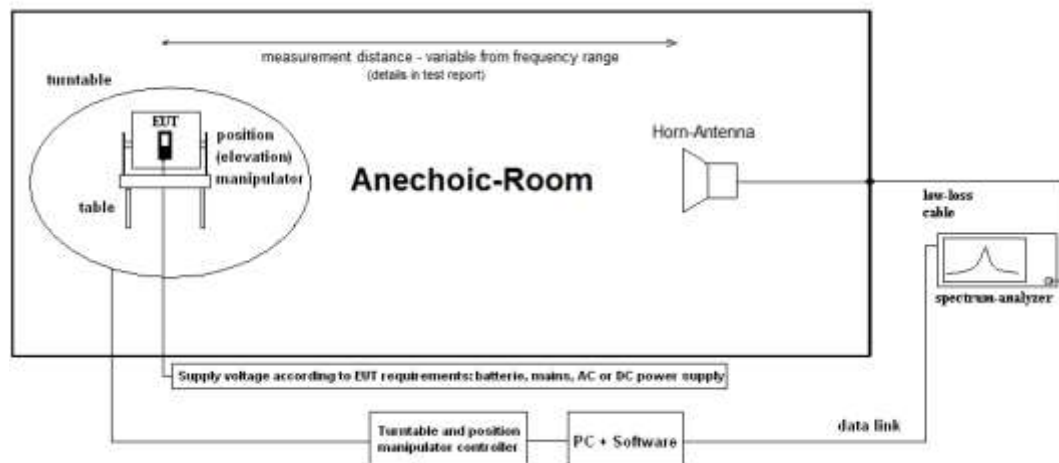 measurement distance - variable from frequency range
(details in test report)
turntable
EUT
position
(elevation)
manipulator
table
Horn-Antenna
Anechoic-Room
low-loss
cable
spectrum-analyzer
Supply voltage according to EUT requirements: batterie, mains, AC or DC power supply
Turntable and position
manipulator controller
PC + Software
data link